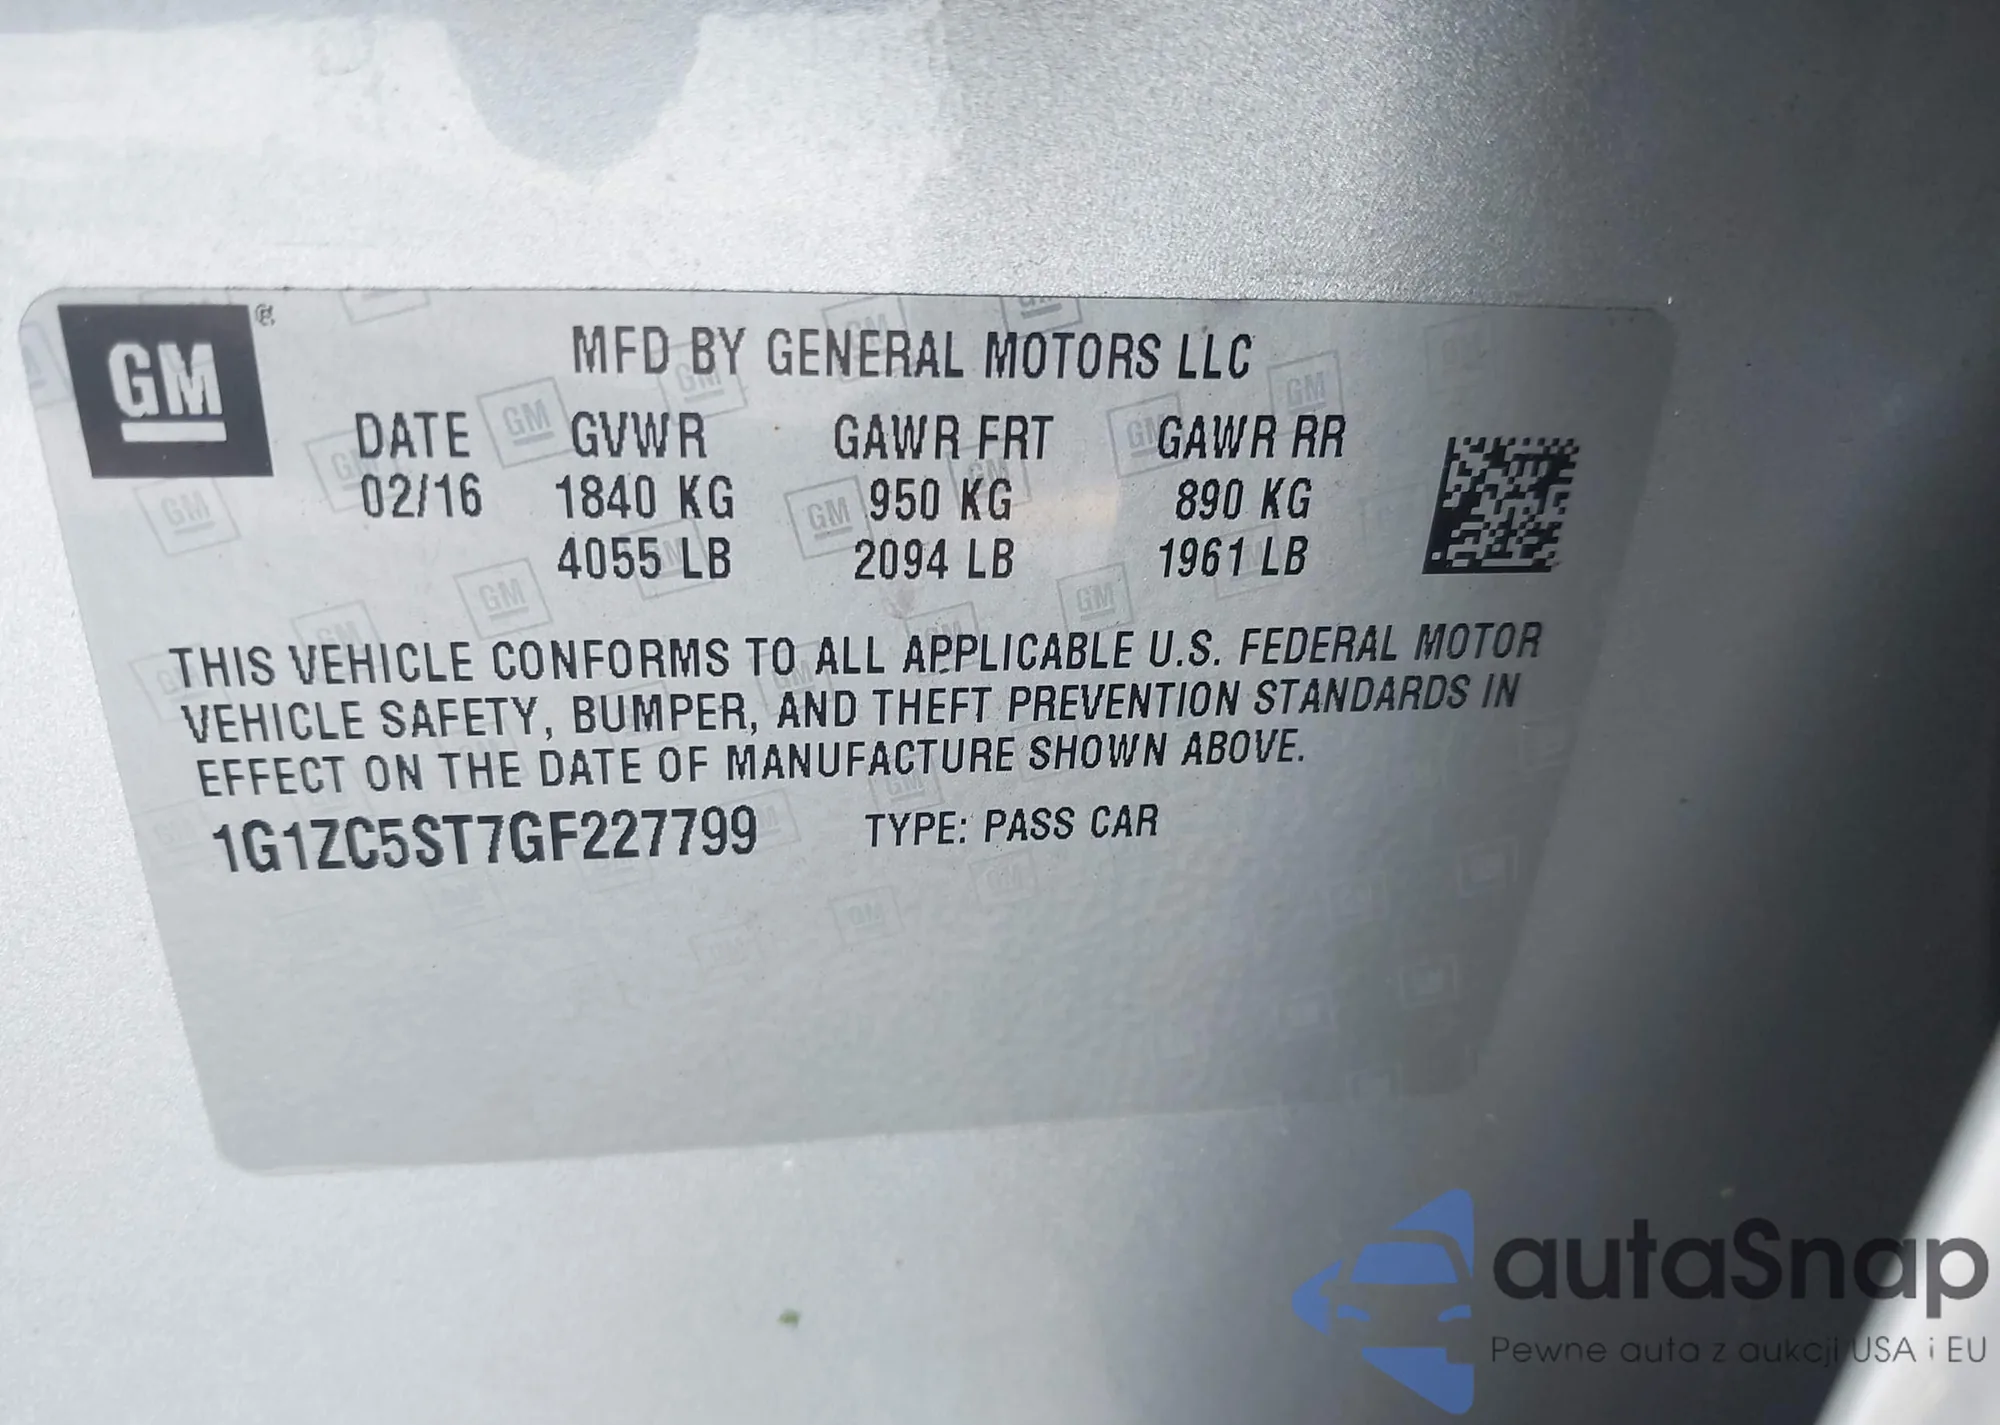 GM
MFD BY GENERAL MOTORS LLC
DATE GVWR GAWR FRT GAWR RR
02/16 1840 KG 950 KG 890 KG
4055 LB 2094 LB 1961 LB
THIS VEHICLE CONFORMS TO ALL APPLICABLE U.S. FEDERAL MOTOR
VEHICLE SAFETY, BUMPER, AND THEFT PREVENTION STANDARDS IN
EFFECT ON THE DATE OF MANUFACTURE SHOWN ABOVE.
1G1ZC5ST7GF227799 TYPE: PASS CAR
autaSnap
Pewne auta z aukcji USA i EU